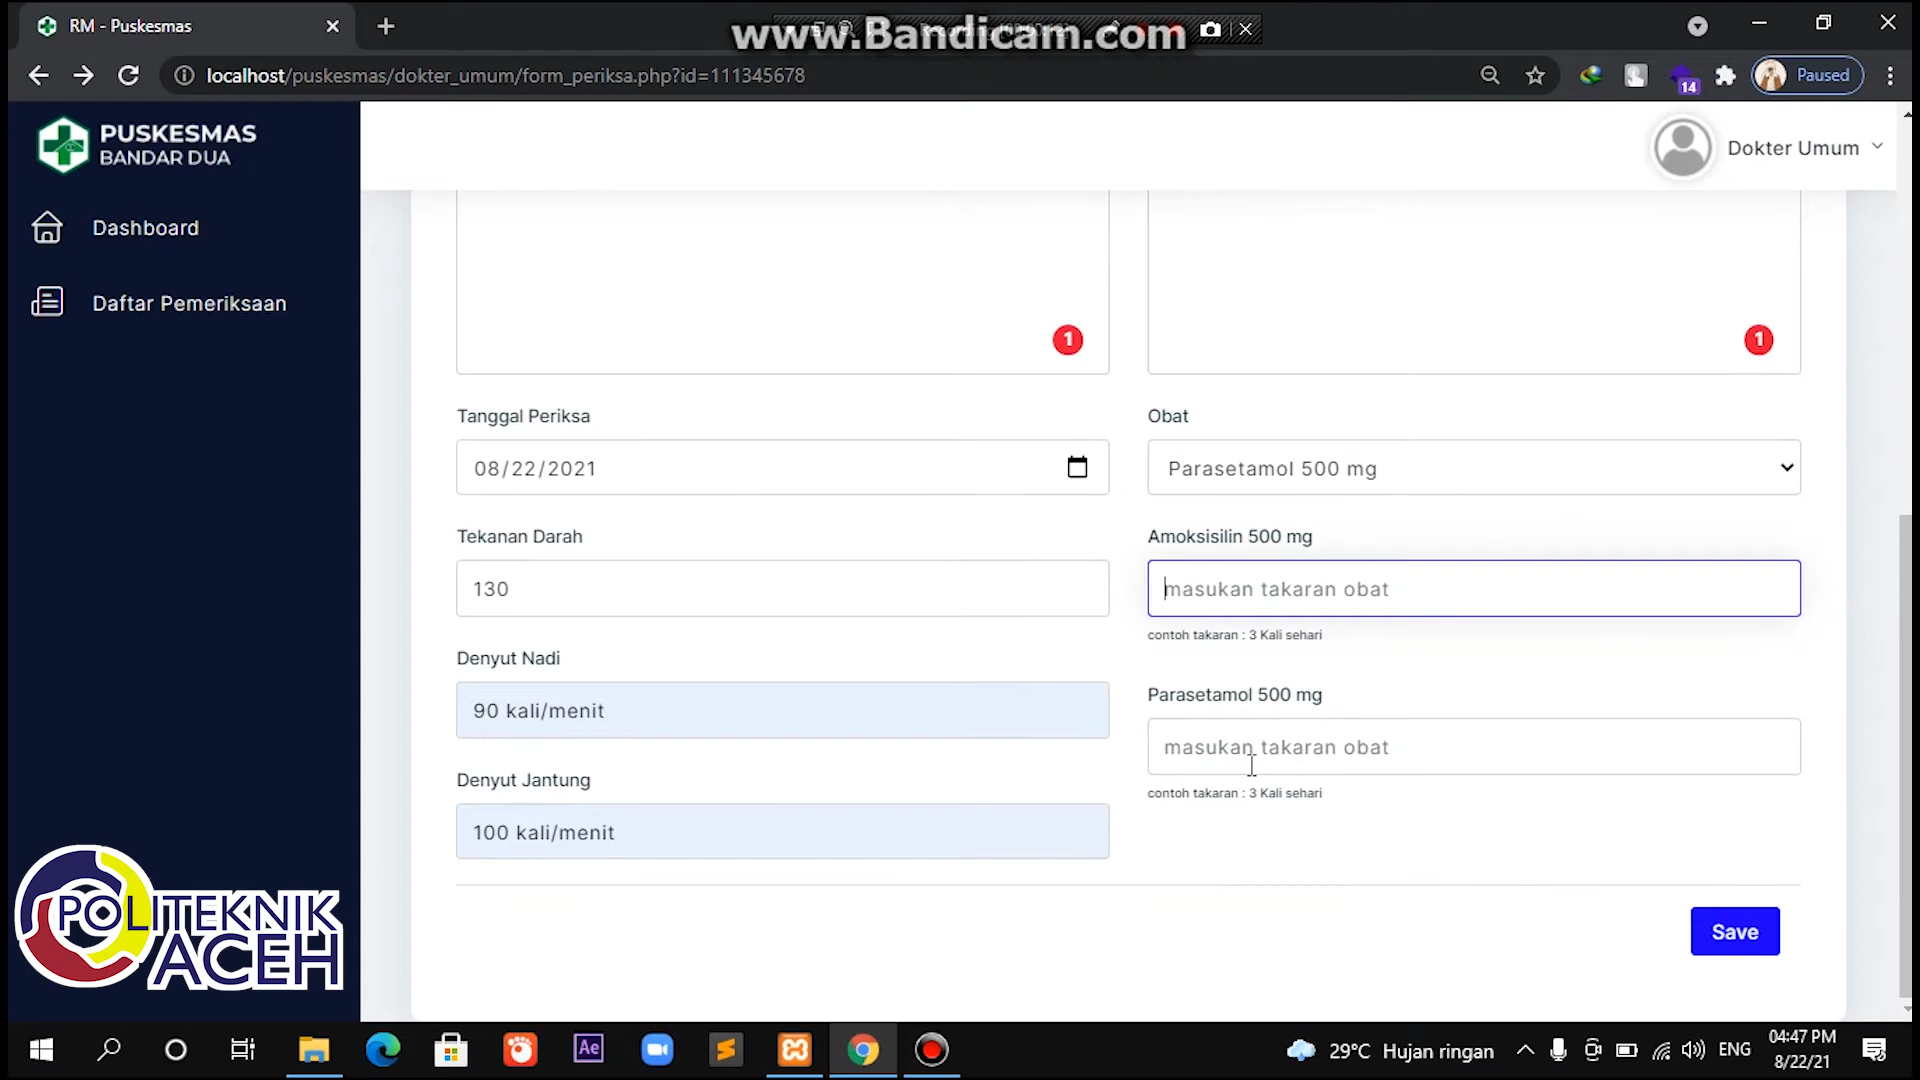 RM - Puskesmas
www.Bandicam.com
localhost/puskesmas/dokter_umum/form_periksa.php?id=111345678
14
Paused
PUSKESMAS
BANDAR DUA
Dokter Umum
Dashboard
Daftar Pemeriksaan
1
1
Tanggal Periksa
08/22/2021
Obat
Parasetamol 500 mg
Tekanan Darah
130
Amoksisilin 500 mg
masukan takaran obat
contoh takaran : 3 Kali sehari
Denyut Nadi
90 kali/menit
Parasetamol 500 mg
masukan takaran obat
contoh takaran : 3 Kali sehari
Denyut Jantung
100 kali/menit
Save
POLITEKNIK
ACEH
Ae
29°C Hujan ringan
ENG
04:47 PM
8/22/21